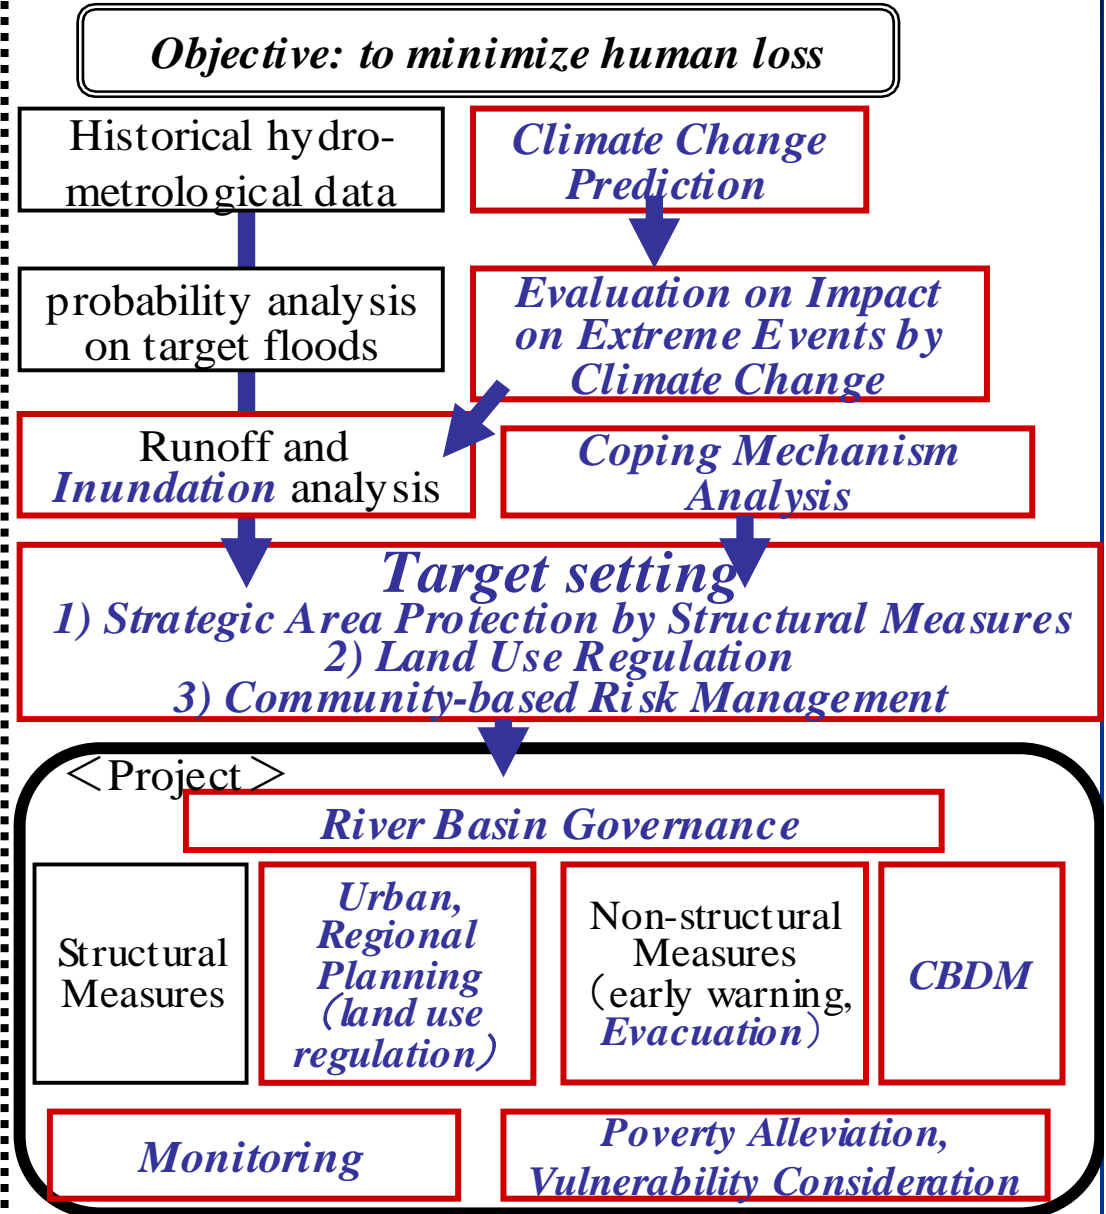 Objective: to minimize human loss
Historical hydro-
metrological data
Climate Change
Prediction
probability analysis
on target floods
Evaluation on Impact
on Extreme Events by
Climate Change
Runoff and
Inundation analysis
Coping Mechanism
Analysis
Target setting
1) Strategic Area Protection by Structural Measures
2) Land Use Regulation
3) Community-based Risk Management
＜Project＞
River Basin Governance
Structural
Measures
Urban,
Regional
Planning
（land use
regulation）
Non-structural
Measures
（early warning,
Evacuation）
CBDM
Monitoring
Poverty Alleviation,
Vulnerability Consideration